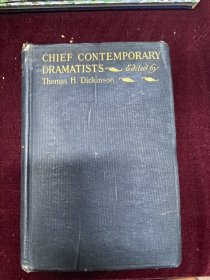 CHIEF CONTEMPORARY
DRAMATISTS Edited by
Thomas H. Dickinson